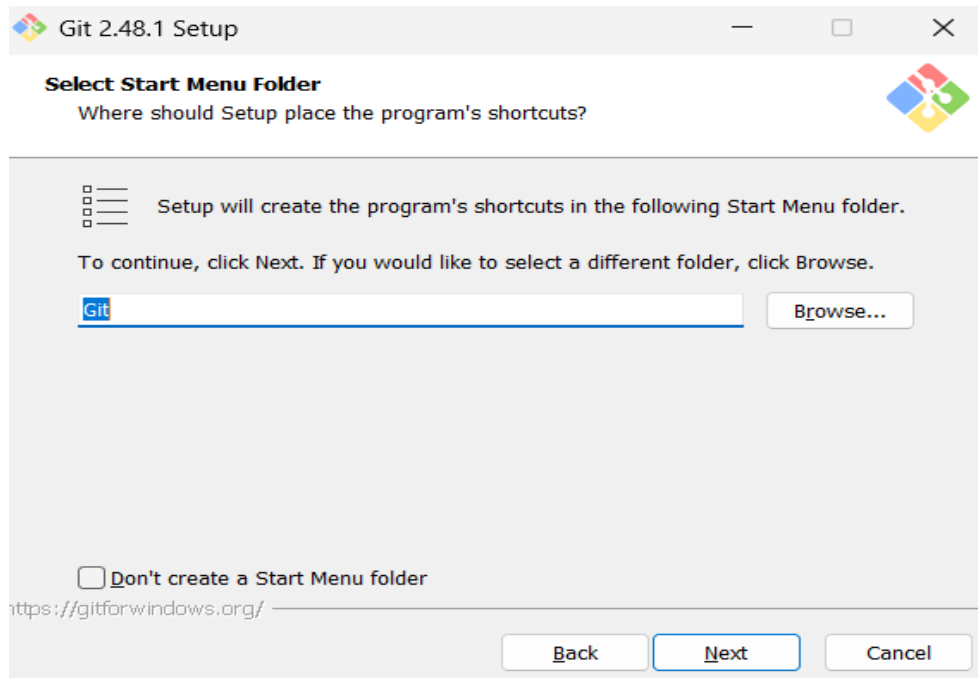 Git 2.48.1 Setup
Select Start Menu Folder
Where should Setup place the program's shortcuts?
Setup will create the program's shortcuts in the following Start Menu folder.
To continue, click Next. If you would like to select a different folder, click Browse.
Git
Browse...
Don't create a Start Menu folder
https://gitforwindows.org/
Back
Next
Cancel